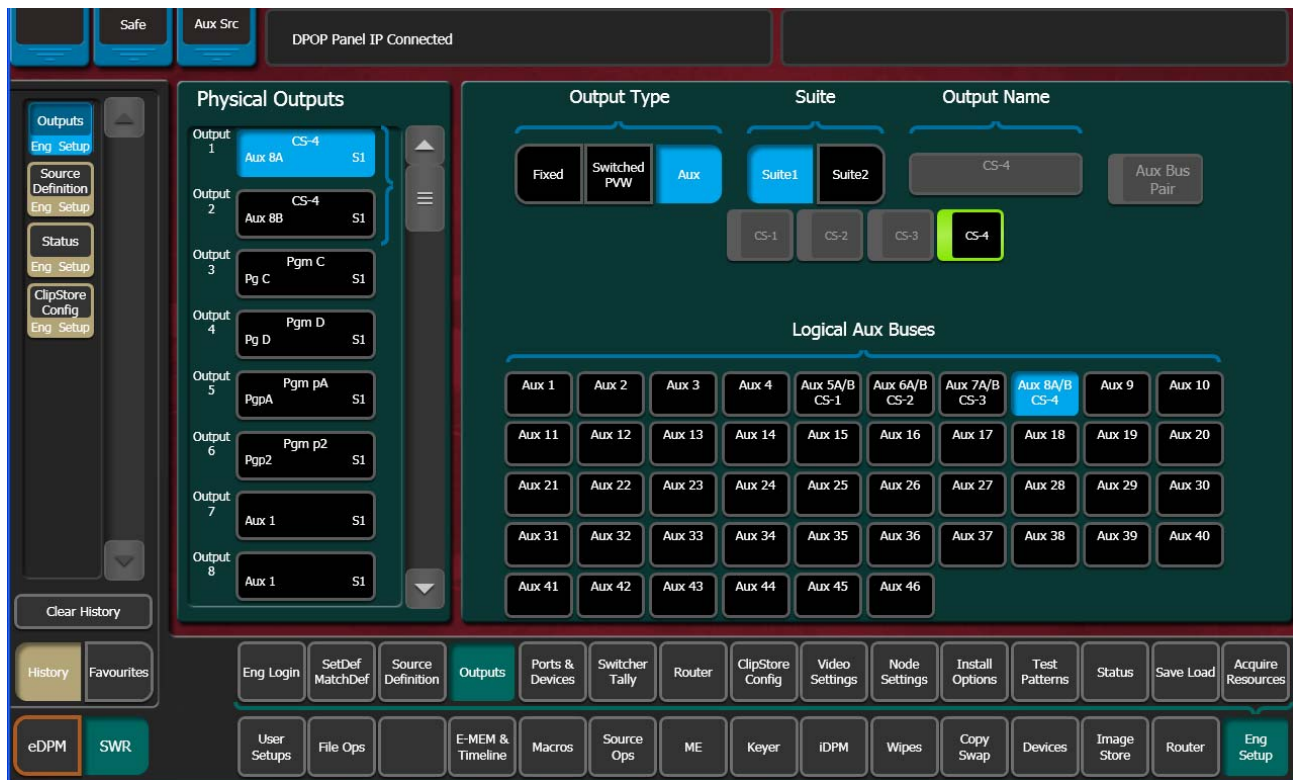 Safe
Aux Src
DPOP Panel IP Connected
Outputs
Eng Setup
Source
Definition
Eng Setup
Status
Eng Setup
ClipStore
Config
Eng Setup
Clear History
History
Favourites
eDPM
SWR
Physical Outputs
Output
1
CS-4
Aux 8A S1
Output
2
CS-4
Aux 8B S1
Output
3
Pgm C
Pg C S1
Output
4
Pgm D
Pg D S1
Output
5
Pgm pA
PgpA S1
Output
6
Pgm p2
Pgp2 S1
Output
7
Aux 1 S1
Output
8
Aux 1 S1
Output Type
Suite
Output Name
Fixed
Switched
PVW
Aux
Suite1
Suite2
CS-4
Aux Bus
Pair
CS-1
CS-2
CS-3
CS-4
Logical Aux Buses
Aux 1
Aux 2
Aux 3
Aux 4
Aux 5A/B
CS-1
Aux 6A/B
CS-2
Aux 7A/B
CS-3
Aux 8A/B
CS-4
Aux 9
Aux 10
Aux 11
Aux 12
Aux 13
Aux 14
Aux 15
Aux 16
Aux 17
Aux 18
Aux 19
Aux 20
Aux 21
Aux 22
Aux 23
Aux 24
Aux 25
Aux 26
Aux 27
Aux 28
Aux 29
Aux 30
Aux 31
Aux 32
Aux 33
Aux 34
Aux 35
Aux 36
Aux 37
Aux 38
Aux 39
Aux 40
Aux 41
Aux 42
Aux 43
Aux 44
Aux 45
Aux 46
Eng Login
SetDef
MatchDef
Source
Definition
Outputs
Ports &
Devices
Switcher
Tally
Router
ClipStore
Config
Video
Settings
Node
Settings
Install
Options
Test
Patterns
Status
Save Load
Acquire
Resources
User
Setups
File Ops
E-MEM &
Timeline
Macros
Source
Ops
ME
Keyer
iDPM
Wipes
Copy
Swap
Devices
Image
Store
Router
Eng
Setup